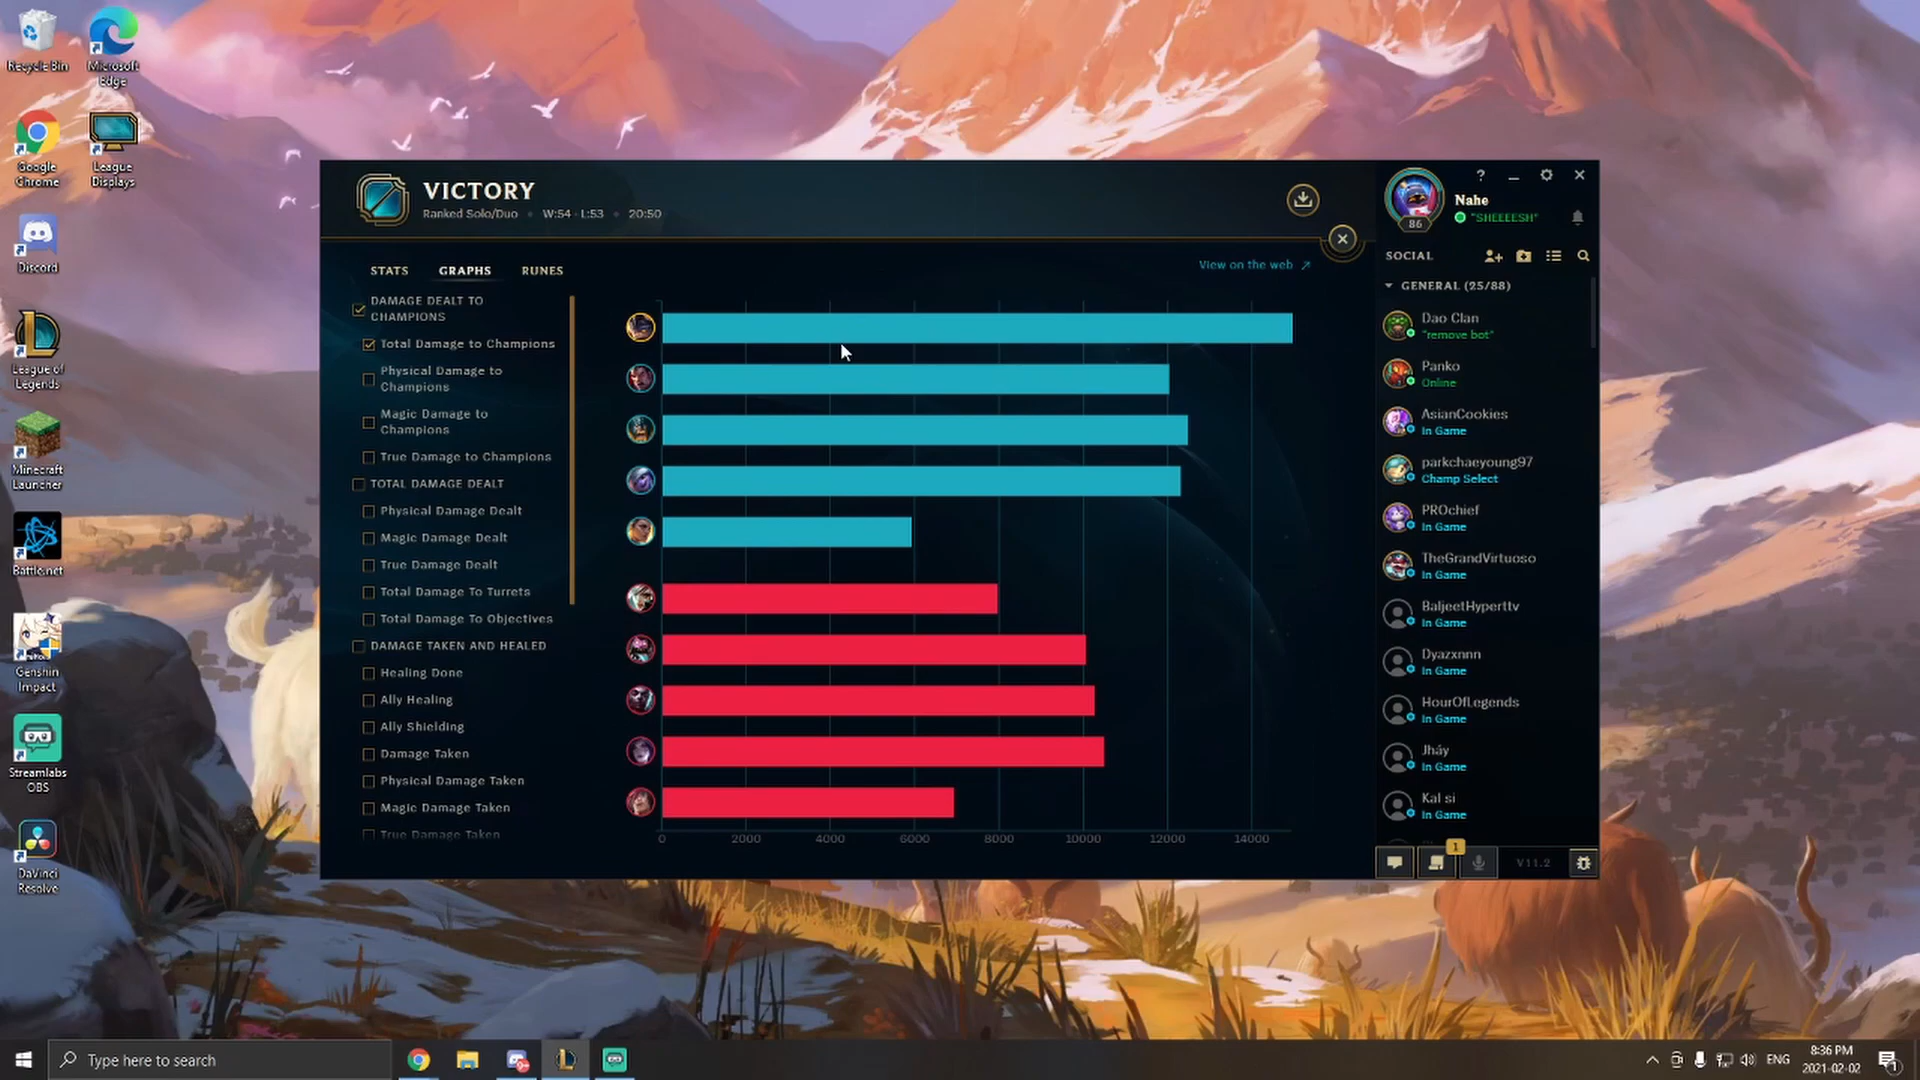 Recycle Bin
Microsoft
Edge
Google
Chrome
League
Displays
Discord
League of
Legends
Minecraft
Launcher
Battle.net
Genshin
Impact
Streamlabs
OBS
DaVinci
Resolve
VICTORY
Ranked Solo/Duo • W:54 - L:53 • 20:50
STATS
GRAPHS
RUNES
View on the web
DAMAGE DEALT TO
CHAMPIONS
Total Damage to Champions
Physical Damage to
Champions
Magic Damage to
Champions
True Damage to Champions
TOTAL DAMAGE DEALT
Physical Damage Dealt
Magic Damage Dealt
True Damage Dealt
Total Damage To Turrets
Total Damage To Objectives
DAMAGE TAKEN AND HEALED
Healing Done
Ally Healing
Ally Shielding
Damage Taken
Physical Damage Taken
Magic Damage Taken
True Damage Taken
0 2000 4000 6000 8000 10000 12000 14000
?
86
Nahe
"SHEEEESH"
SOCIAL
GENERAL (25/88)
Dao Clan
"remove bot"
Panko
Online
AsianCookies
In Game
parkchaeyoung97
Champ Select
PROchief
In Game
TheGrandVirtuoso
In Game
BaljeetHyperttv
In Game
Dyazxnnn
In Game
HourOfLegends
In Game
Jháy
In Game
Kal si
In Game
1
V11.2
Type here to search
ENG
8:36 PM
2021-02-02